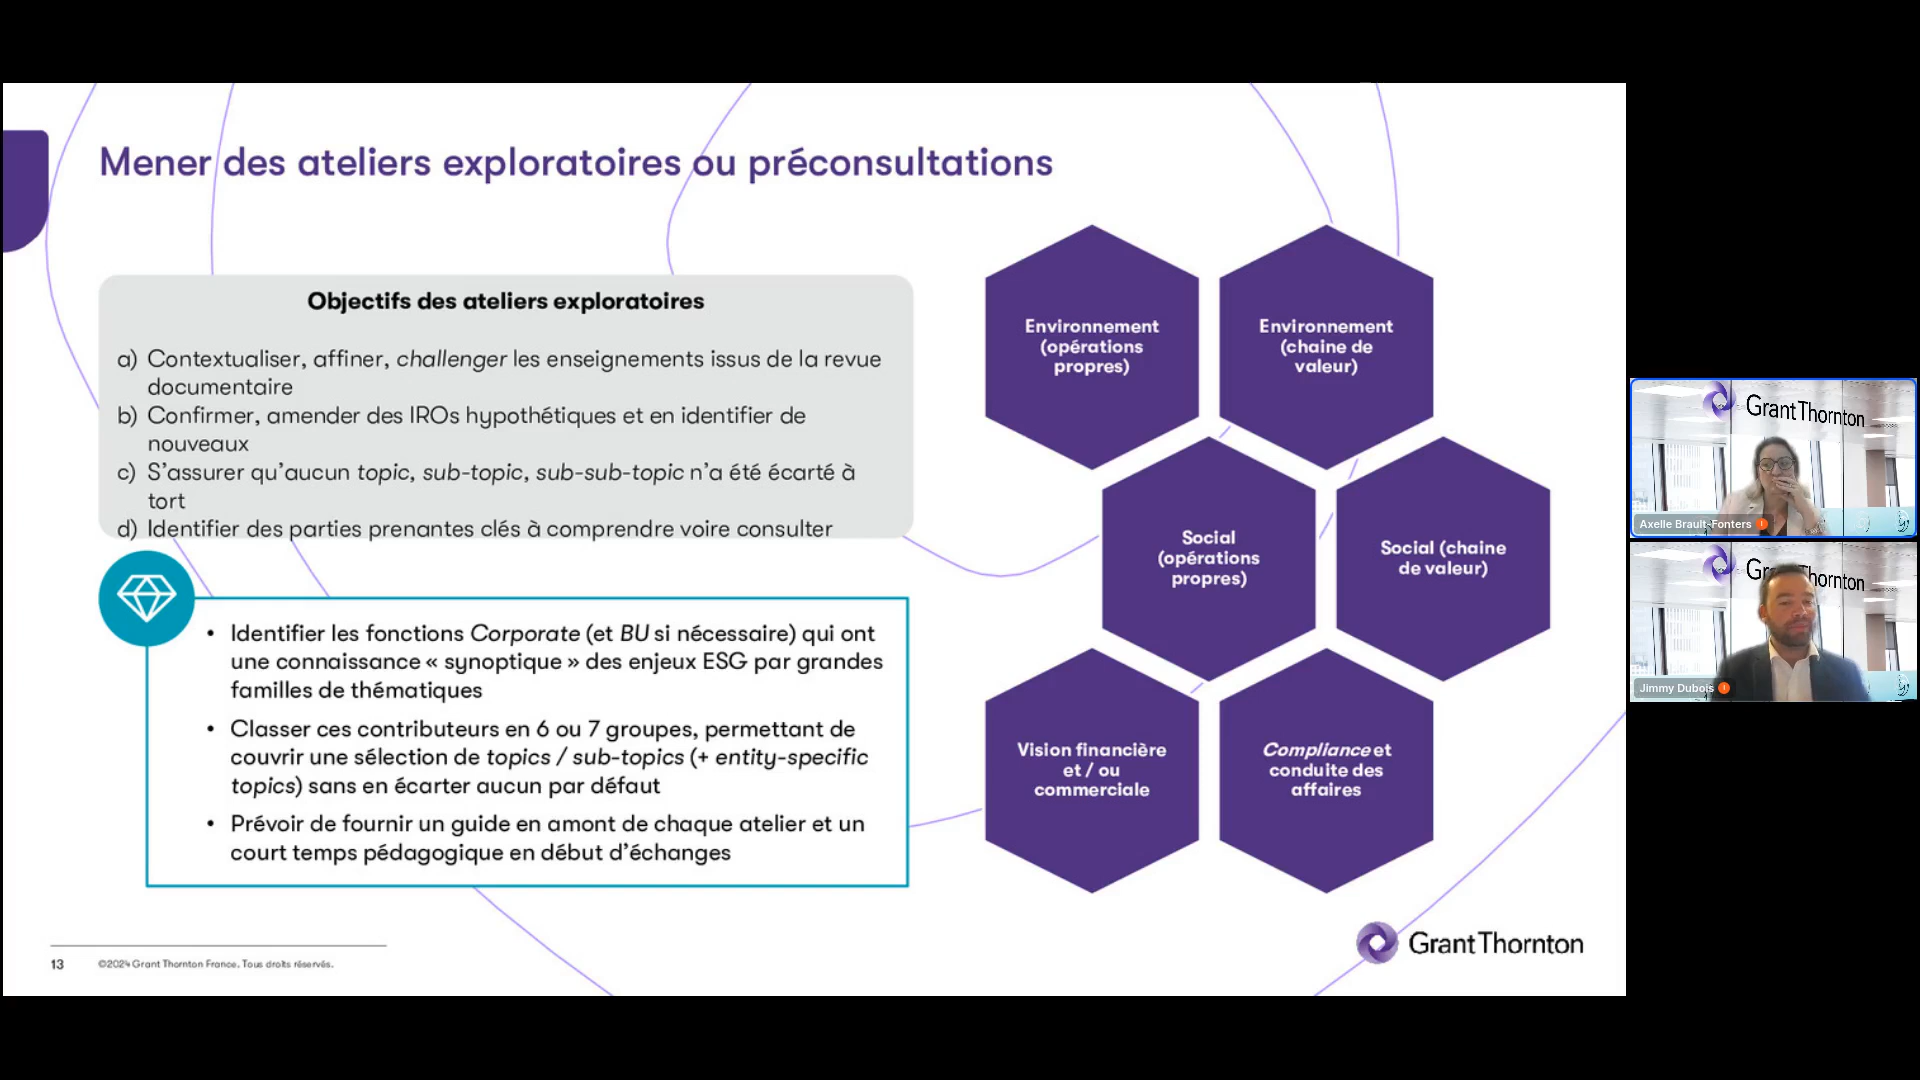 Mener des ateliers exploratoires ou préconsultations
Objectifs des ateliers exploratoires
a) Contextualiser, affiner, challenger les enseignements issus de la revue
documentaire
b) Confirmer, amender des IROs hypothétiques et en identifier de
nouveaux
c) S'assurer qu'aucun topic, sub-topic, sub-sub-topic n'a été écarté à
tort
d) Identifier des parties prenantes clés à comprendre voire consulter
• Identifier les fonctions Corporate (et BU si nécessaire) qui ont
une connaissance « synoptique » des enjeux ESG par grandes
familles de thématiques
• Classer ces contributeurs en 6 ou 7 groupes, permettant de
couvrir une sélection de topics / sub-topics (+ entity-specific
topics) sans en écarter aucun par défaut
• Prévoir de fournir un guide en amont de chaque atelier et un
court temps pédagogique en début d'échanges
Environnement
(opérations
propres)
Environnement
(chaine de
valeur)
Social
(opérations
propres)
Social (chaine
de valeur)
Vision financière
et / ou
commerciale
Compliance et
conduite des
affaires
13
©2024 Grant Thornton France. Tous droits réservés.
Grant Thornton
Grant Thornton
Axelle Brault-Fonters
Jimmy Dubois